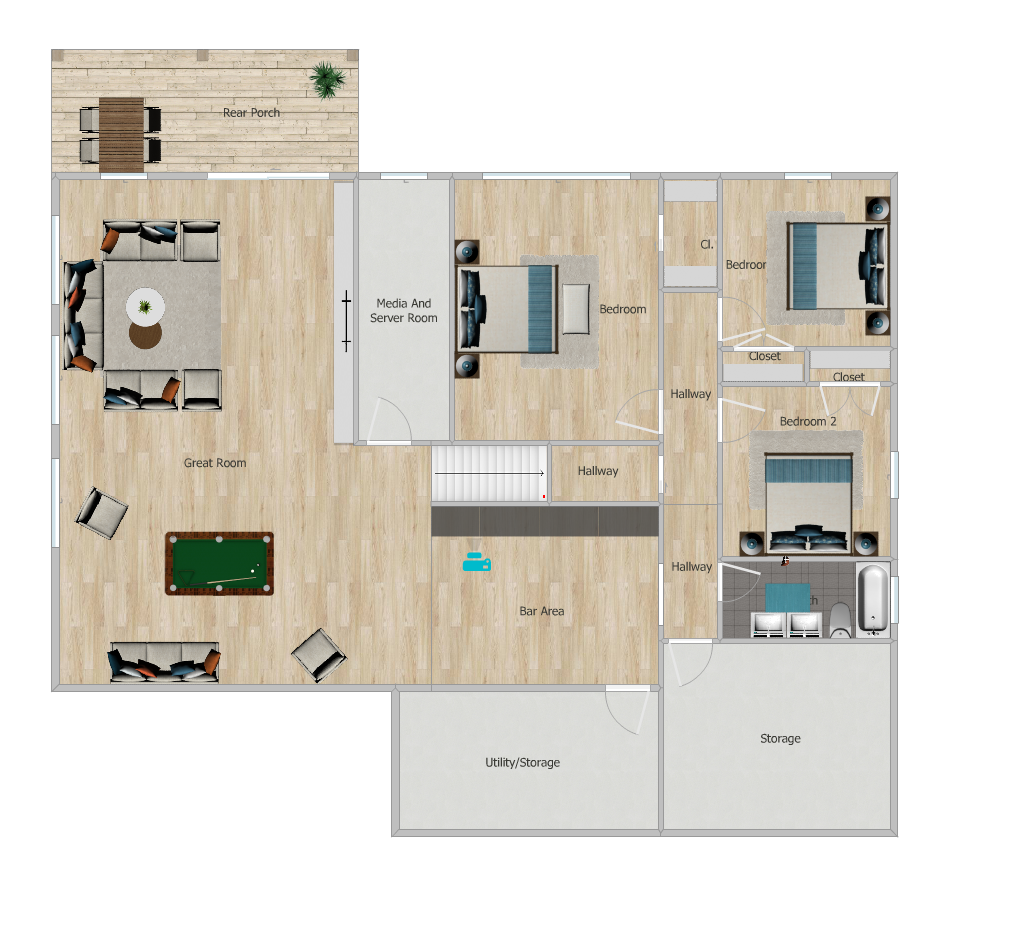 Rear Porch
Cl.
Bedroor
Media And
Server Room
Bedroom
Closet
Closet
Hallway
Bedroom 2
Great Room
Hallway
Hallway
Bar Area
Storage
Utility/Storage